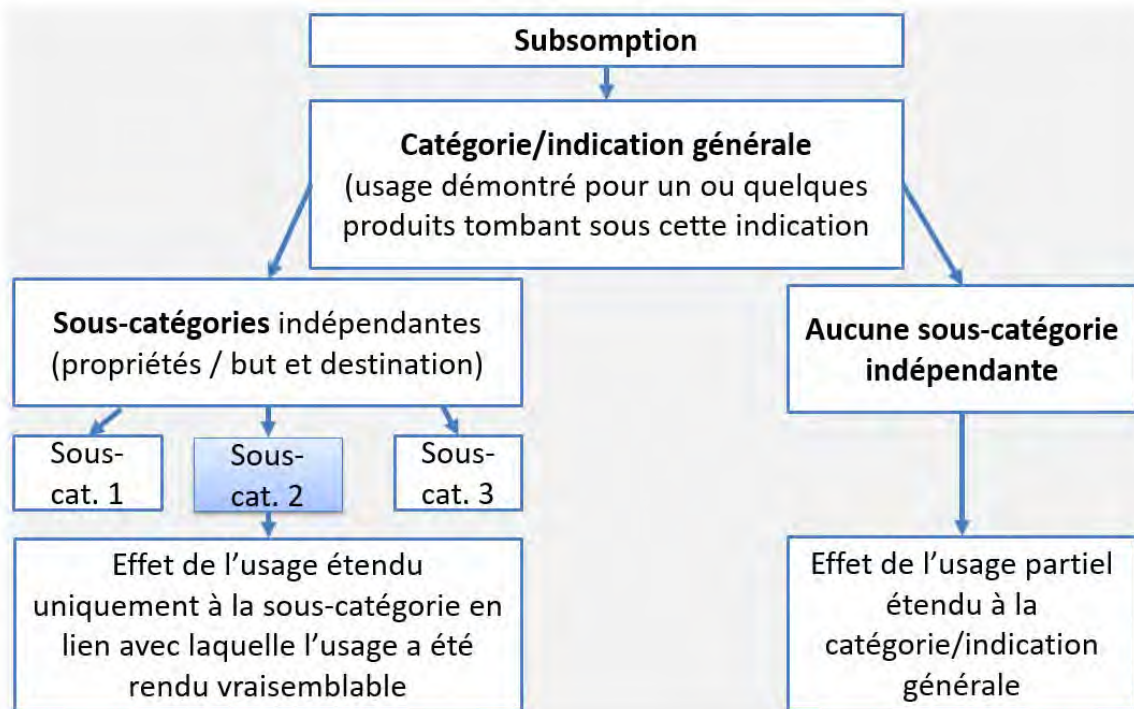 Subsomption
Catégorie/indication générale
(usage démontré pour un ou quelques
produits tombant sous cette indication
Sous-catégories indépendantes
(propriétés / but et destination)
Aucune sous-catégorie
indépendante
Sous-
cat. 1
Sous-
cat. 2
Sous-
cat. 3
Effet de l’usage étendu
uniquement à la sous-catégorie en
lien avec laquelle l’usage a été
rendu vraisemblable
Effet de l’usage partiel
étendu à la
catégorie/indication
générale